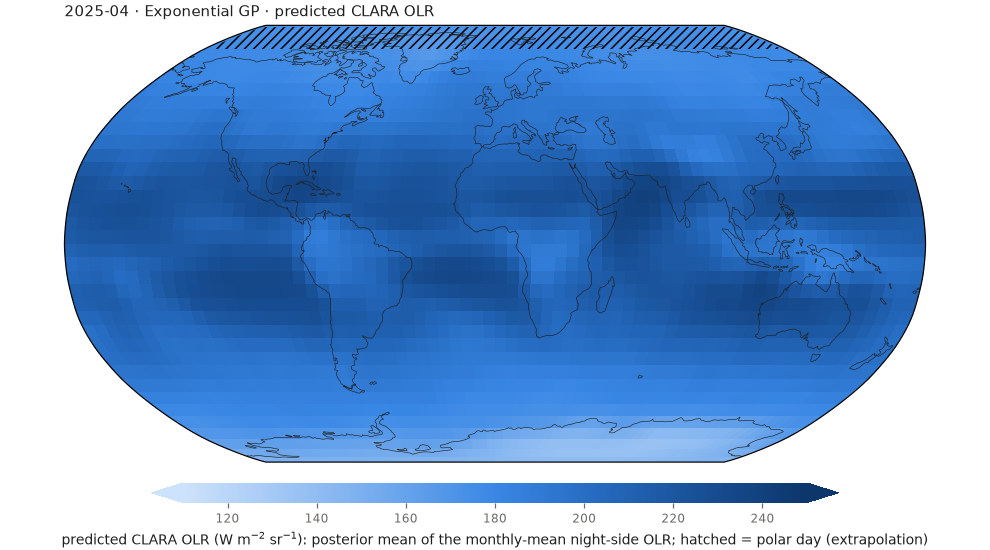 2025-04 · Exponential GP · predicted CLARA OLR
120 140 160 180 200 220 240
predicted CLARA OLR (W m⁻² sr⁻¹): posterior mean of the monthly-mean night-side OLR; hatched = polar day (extrapolation)